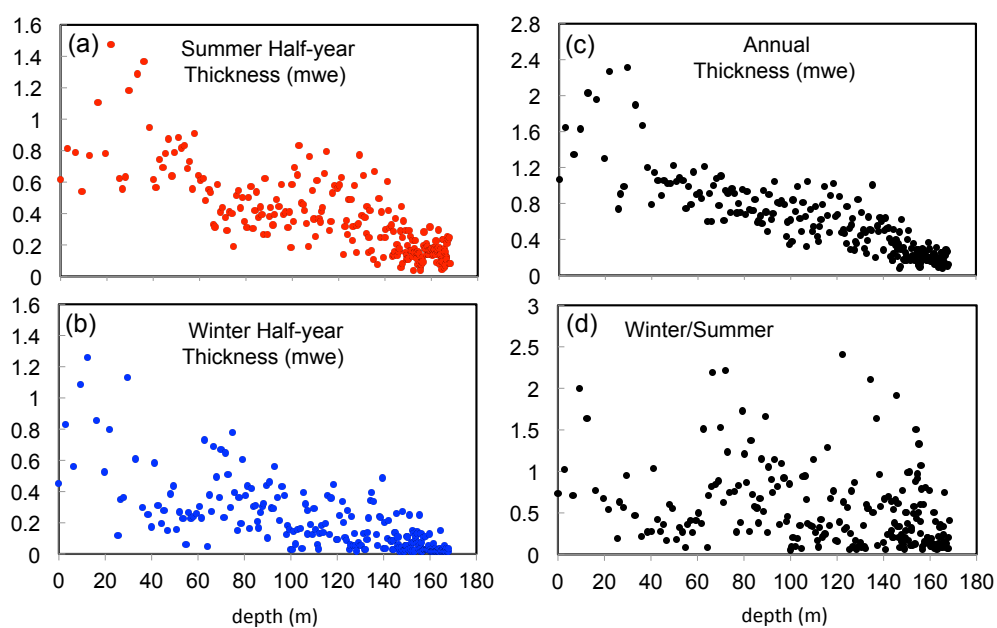 (a)
Summer Half-year
Thickness (mwe)
1.6
1.4
1.2
1
0.8
0.6
0.4
0.2
0
(c)
Annual
Thickness (mwe)
2.8
2.4
2
1.6
1.2
0.8
0.4
0
(b)
Winter Half-year
Thickness (mwe)
1.6
1.4
1.2
1
0.8
0.6
0.4
0.2
0
0 20 40 60 80 100 120 140 160 180
depth (m)
(d)
Winter/Summer
3
2.5
2
1.5
1
0.5
0
0 20 40 60 80 100 120 140 160 180
depth (m)